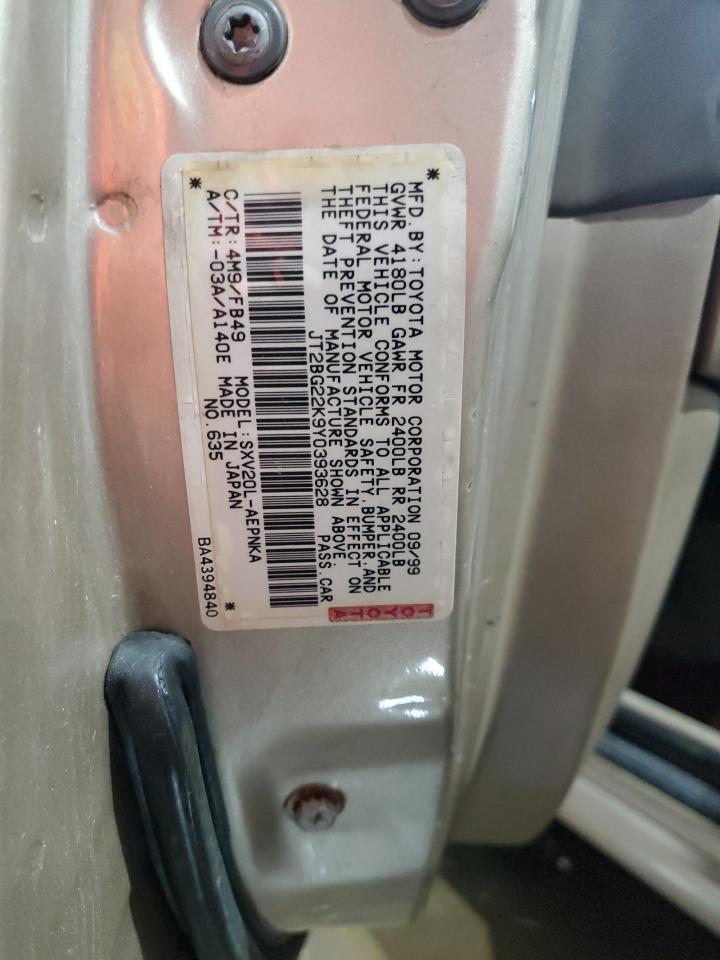 MFD. BY: TOYOTA MOTOR CORPORATION 09/99
GVWR 4180LB GAWR FR 2400LB RR 2400LB
THIS VEHICLE CONFORMS TO ALL APPLICABLE
FEDERAL MOTOR VEHICLE SAFETY, BUMPER, AND
THEFT PREVENTION STANDARDS IN EFFECT ON
THE DATE OF MANUFACTURE SHOWN ABOVE.
JT2BG22K9Y0393628 PASS. CAR
C/TR: 4M9/FB49 MODEL: SXV20L-AEPNKA
A/TM: -03A/A140E MADE IN JAPAN
NO. 635
BA4394840
TOYOTA